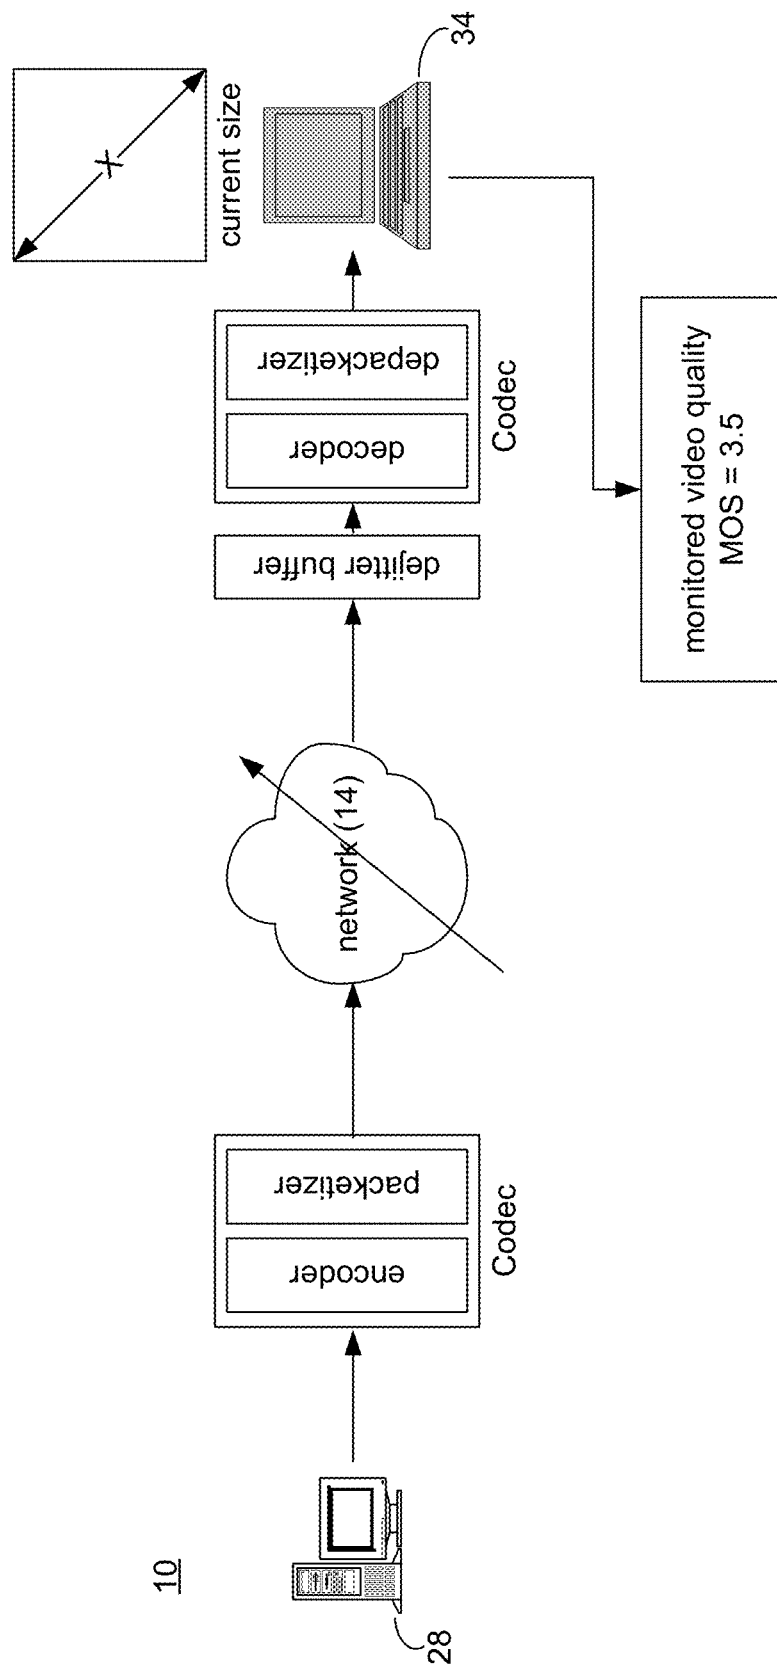 10
28
encoder
packetizer
Codec
network (14)
dejitter buffer
decoder
depacketizer
Codec
X
current size
34
monitored video quality
MOS = 3.5